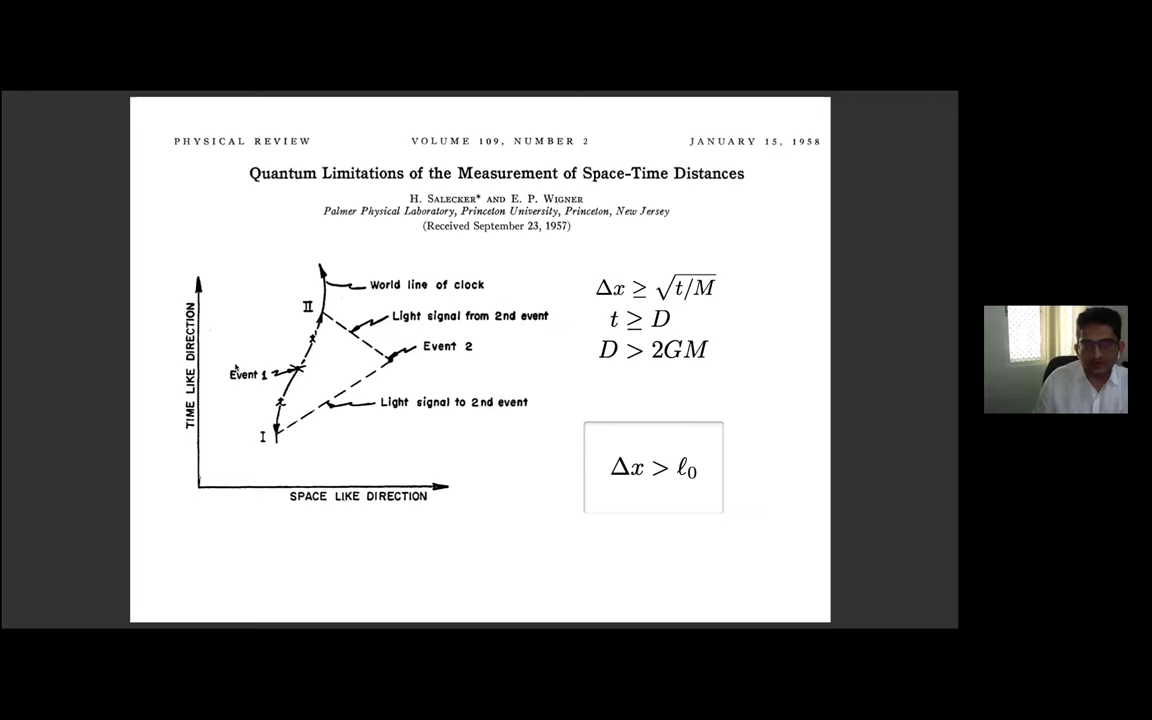 PHYSICAL REVIEW VOLUME 109, NUMBER 2 JANUARY 15, 1958
Quantum Limitations of the Measurement of Space-Time Distances
H. SALECKER* AND E. P. WIGNER
Palmer Physical Laboratory, Princeton University, Princeton, New Jersey
(Received September 23, 1957)
World line of clock
II
Light signal from 2nd event
Event 2
Event 1
Light signal to 2nd event
I
TIME LIKE DIRECTION
SPACE LIKE DIRECTION
Δx ≥ √t/M
t ≥ D
D > 2GM
Δx > ℓ₀